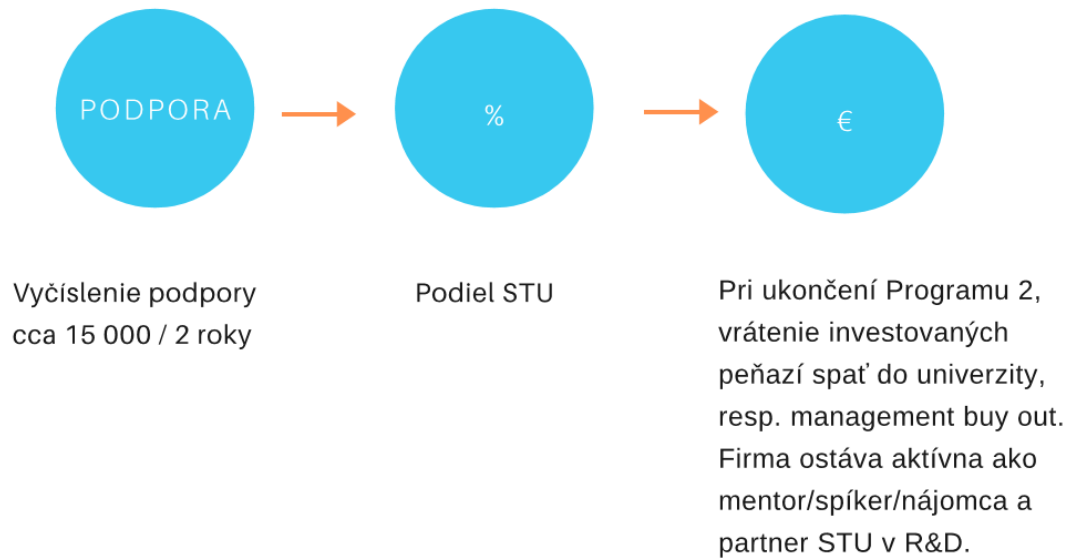 PODPORA
%
€
Vyčíslenie podpory
cca 15 000 / 2 roky
Podiel STU
Pri ukončení Programu 2,
vrátenie investovaných
peňazí spať do univerzity,
resp. management buy out.
Firma ostáva aktívna ako
mentor/spíker/nájomca a
partner STU v R&D.